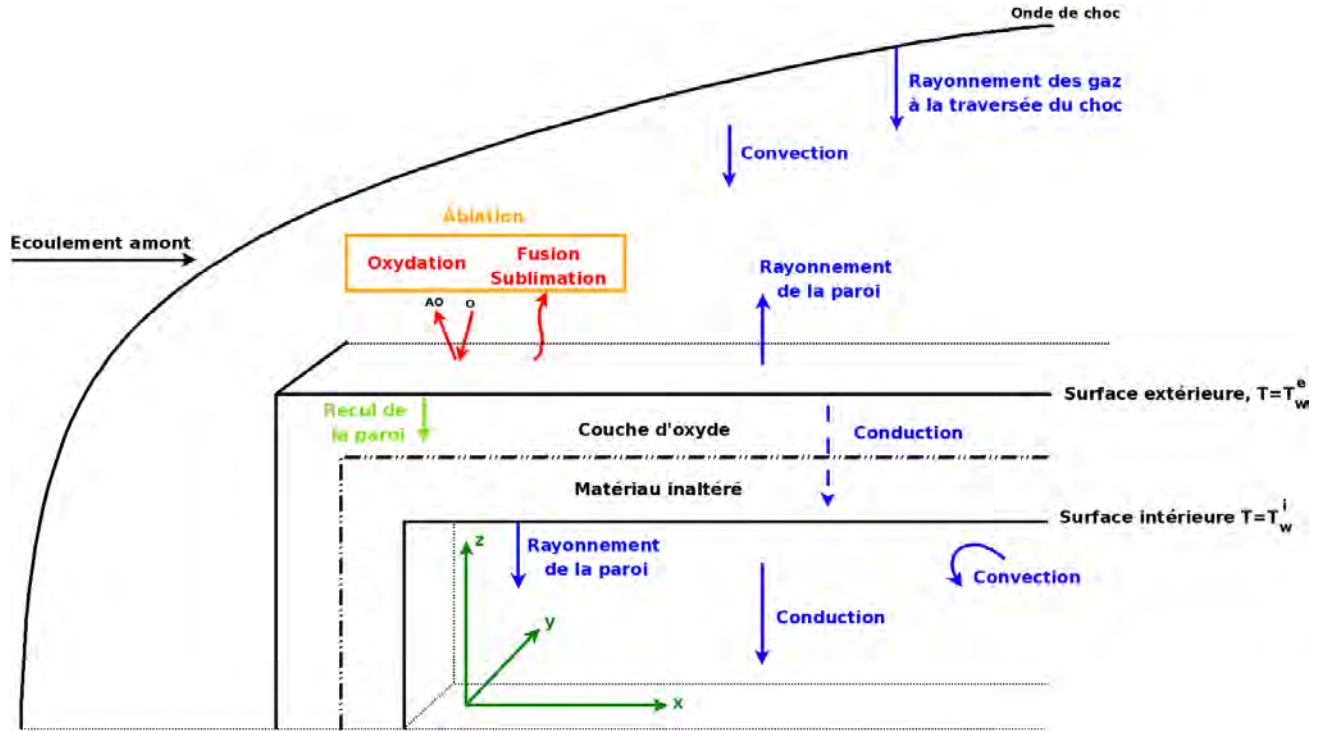 Onde de choc
Rayonnement des gaz
à la traversée du choc
Convection
Ablation
Ecoulement amont
Oxydation
Fusion
Sublimation
Rayonnement
de la paroi
AO
O
Surface extérieure, T=T_w^e
Recul de
la paroi
Couche d'oxyde
Conduction
Matériau inaltéré
Surface intérieure T=T_w^i
z
Rayonnement
de la paroi
Convection
y
Conduction
x